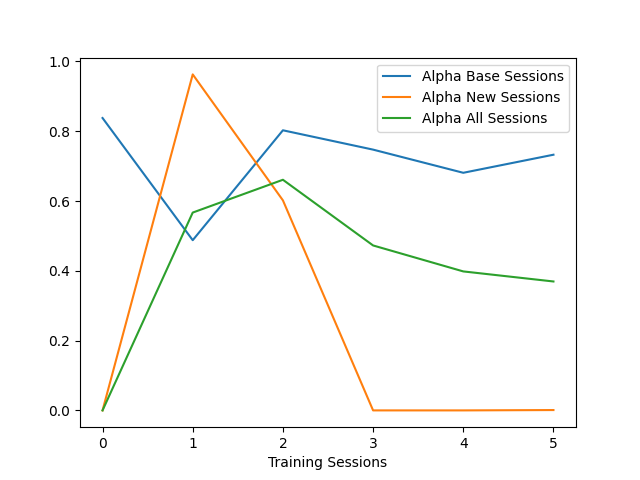 1.0
0.8
0.6
0.4
0.2
0.0
Alpha Base Sessions
Alpha New Sessions
Alpha All Sessions
0 1 2 3 4 5
Training Sessions